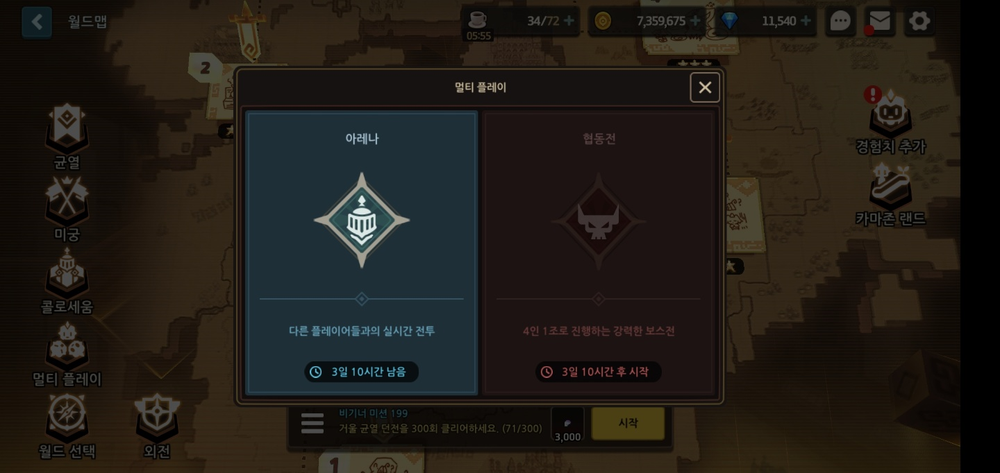 월드맵
05:55
34/72
7,359,675
11,540
2
멀티 플레이
아레나
협동전
균열
미궁
콜로세움
멀티 플레이
월드 선택
외전
경험치 추가
카마존 랜드
다른 플레이어들과의 실시간 전투
4인 1조로 진행하는 강력한 보스전
3일 10시간 남음
3일 10시간 후 시작
비기너 미션 199
거울 균열 던전을 300회 클리어하세요. (71/300)
3,000
시작
1